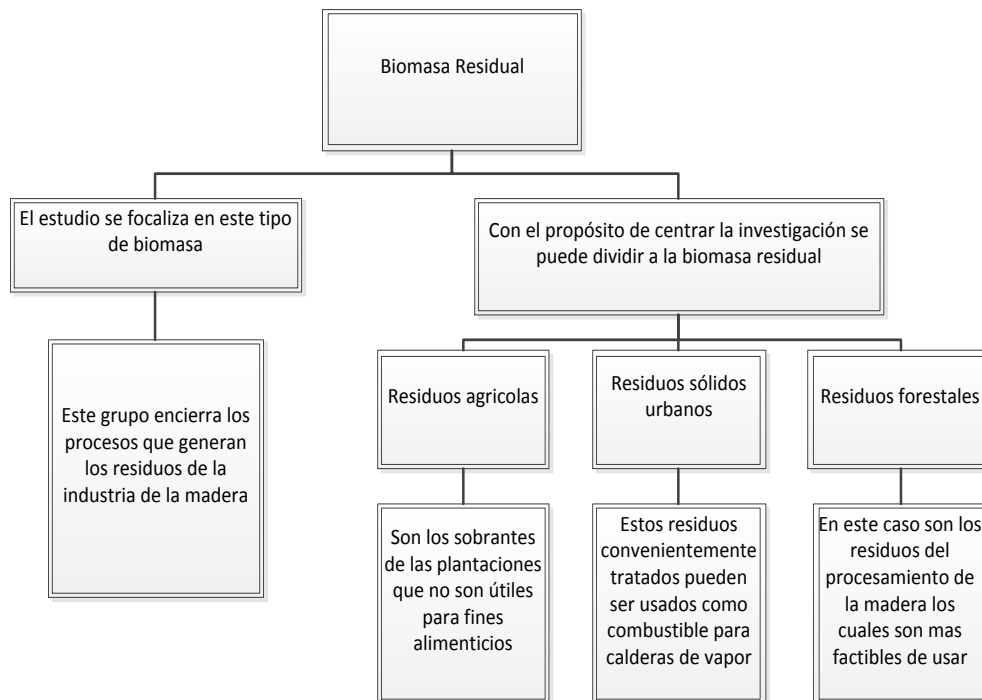 Biomasa Residual
El estudio se focaliza en este tipo
de biomasa
Con el propósito de centrar la investigación se
puede dividir a la biomasa residual
Este grupo encierra los
procesos que generan
los residuos de la
industria de la madera
Residuos agricolas
Residuos sólidos
urbanos
Residuos forestales
Son los sobrantes
de las plantaciones
que no son útiles
para fines
alimenticios
Estos residuos
convenientemente
tratados pueden
ser usados como
combustible para
calderas de vapor
En este caso son los
residuos del
procesamiento de
la madera los
cuales son mas
factibles de usar